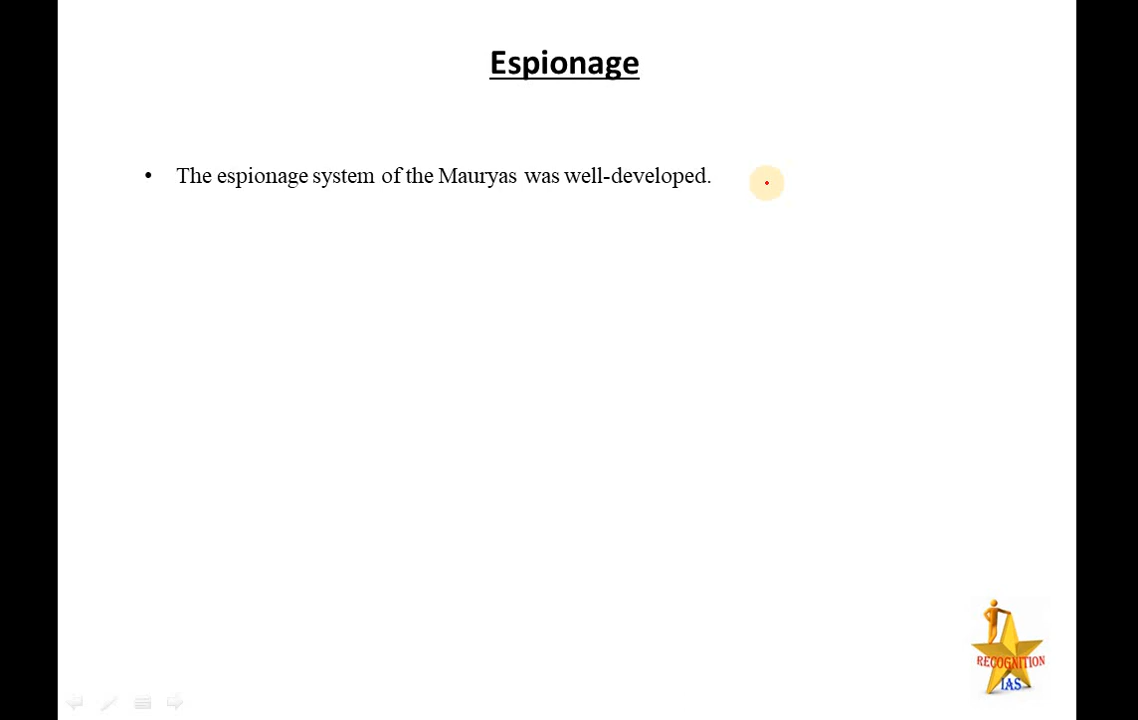 Espionage
• The espionage system of the Mauryas was well-developed.
RECOGNITION
IAS